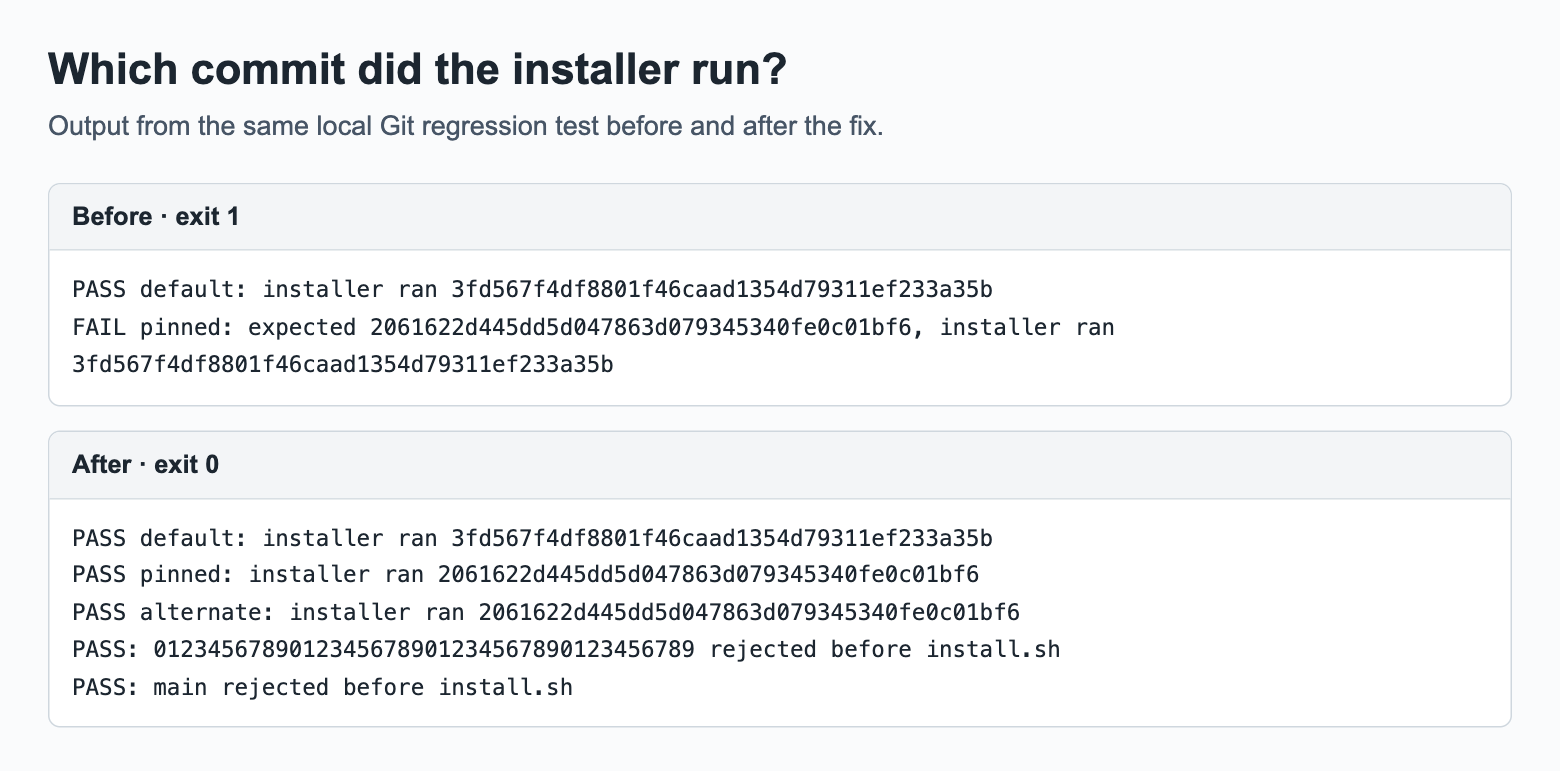 Which commit did the installer run?
Output from the same local Git regression test before and after the fix.
Before · exit 1
PASS default: installer ran 3fd567f4df8801f46caad1354d79311ef233a35b
FAIL pinned: expected 2061622d445dd5d047863d079345340fe0c01bf6, installer ran
3fd567f4df8801f46caad1354d79311ef233a35b
After · exit 0
PASS default: installer ran 3fd567f4df8801f46caad1354d79311ef233a35b
PASS pinned: installer ran 2061622d445dd5d047863d079345340fe0c01bf6
PASS alternate: installer ran 2061622d445dd5d047863d079345340fe0c01bf6
PASS: 0123456789012345678901234567890123456789 rejected before install.sh
PASS: main rejected before install.sh